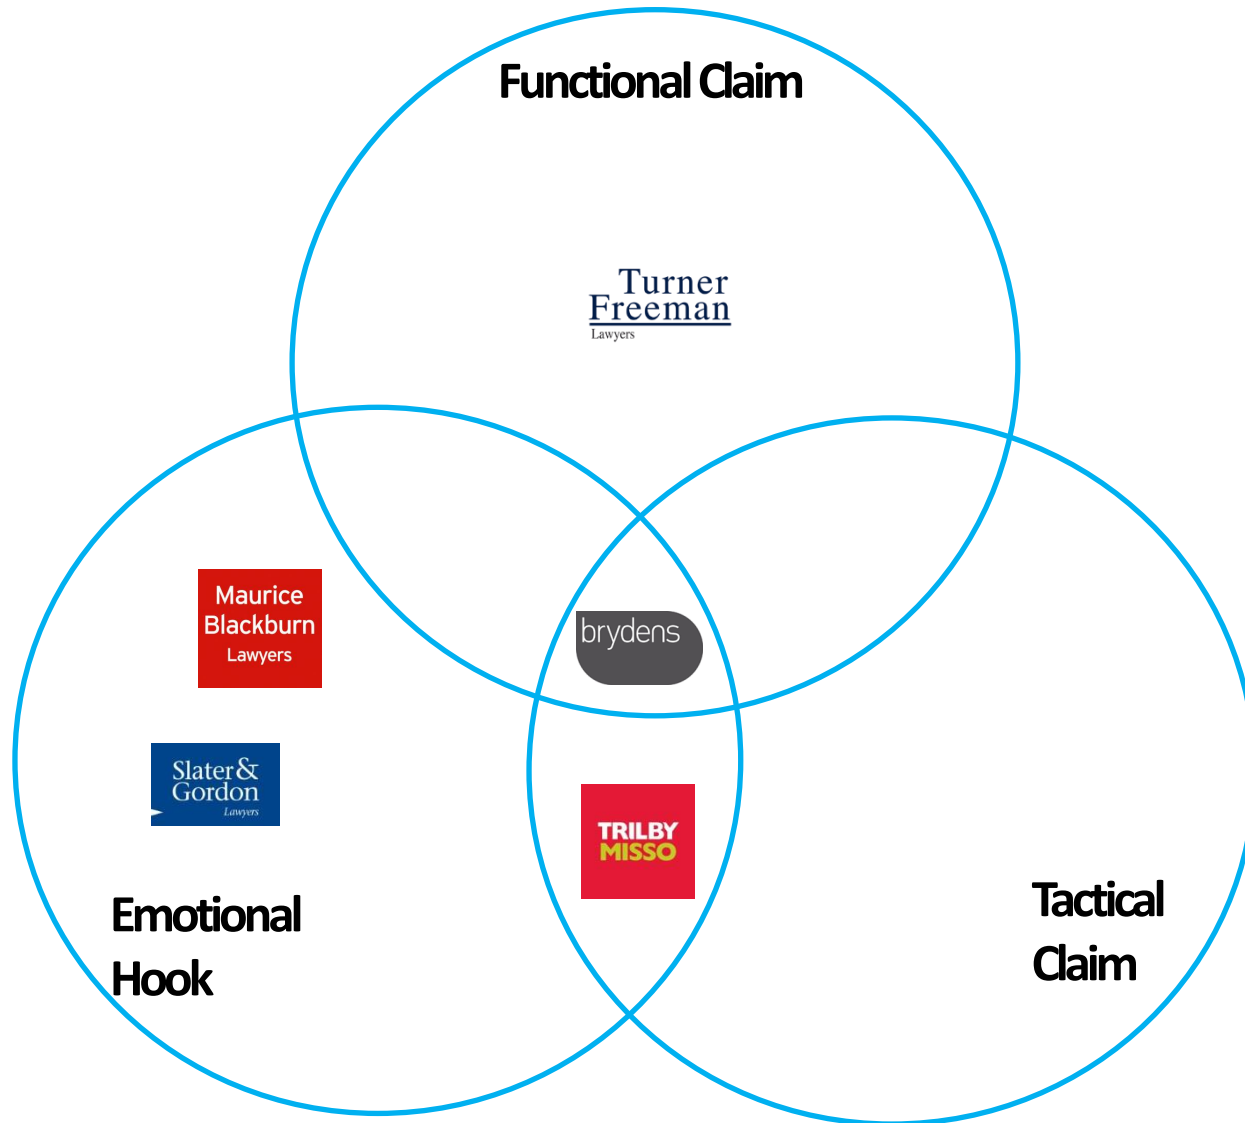 Functional Claim
Turner
Freeman
Lawyers
Maurice
Blackburn
Lawyers
brydens
Slater&
Gordon
Lawyers
TRILBY
MISSO
Emotional
Hook
Tactical
Claim